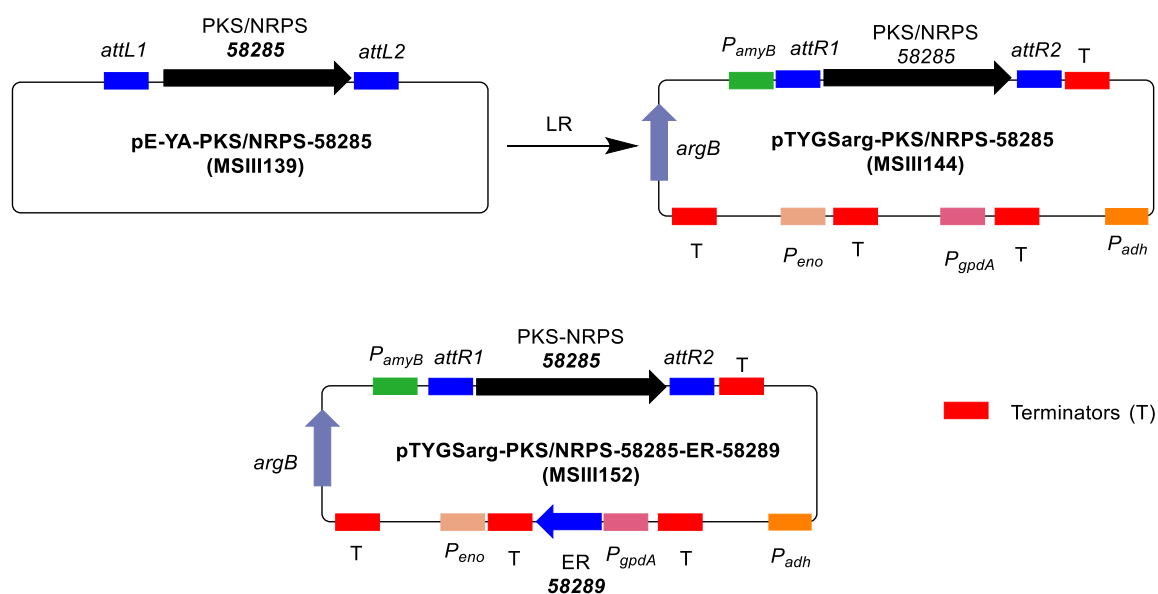 PKS/NRPS
58285
attL1
attL2
pE-YA-PKS/NRPS-58285
(MSIII139)
LR
PKS/NRPS
58285
PamyB
attR1
attR2
T
argB
pTYGSarg-PKS/NRPS-58285
(MSIII144)
T
Peno
T
PgpdA
T
Padh
PKS-NRPS
58285
PamyB
attR1
attR2
T
argB
pTYGSarg-PKS/NRPS-58285-ER-58289
(MSIII152)
T
Peno
T
ER
58289
PgpdA
T
Padh
Terminators (T)